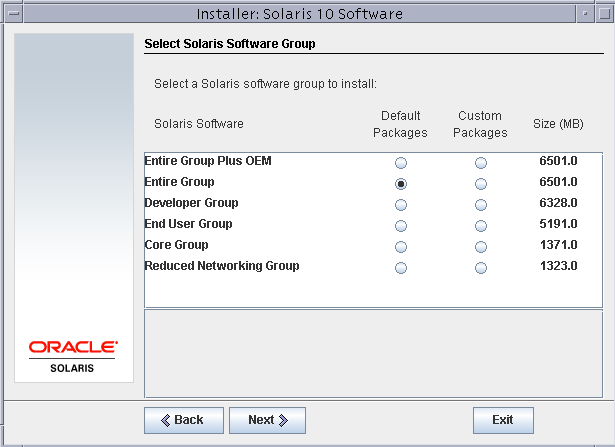 Installer: Solaris 10 Software
Select Solaris Software Group
Select a Solaris software group to install:
Solaris Software Default Packages Custom Packages Size (MB)
Entire Group Plus OEM 6501.0
Entire Group 6501.0
Developer Group 6328.0
End User Group 5191.0
Core Group 1371.0
Reduced Networking Group 1323.0
ORACLE
SOLARIS
Back Next Exit